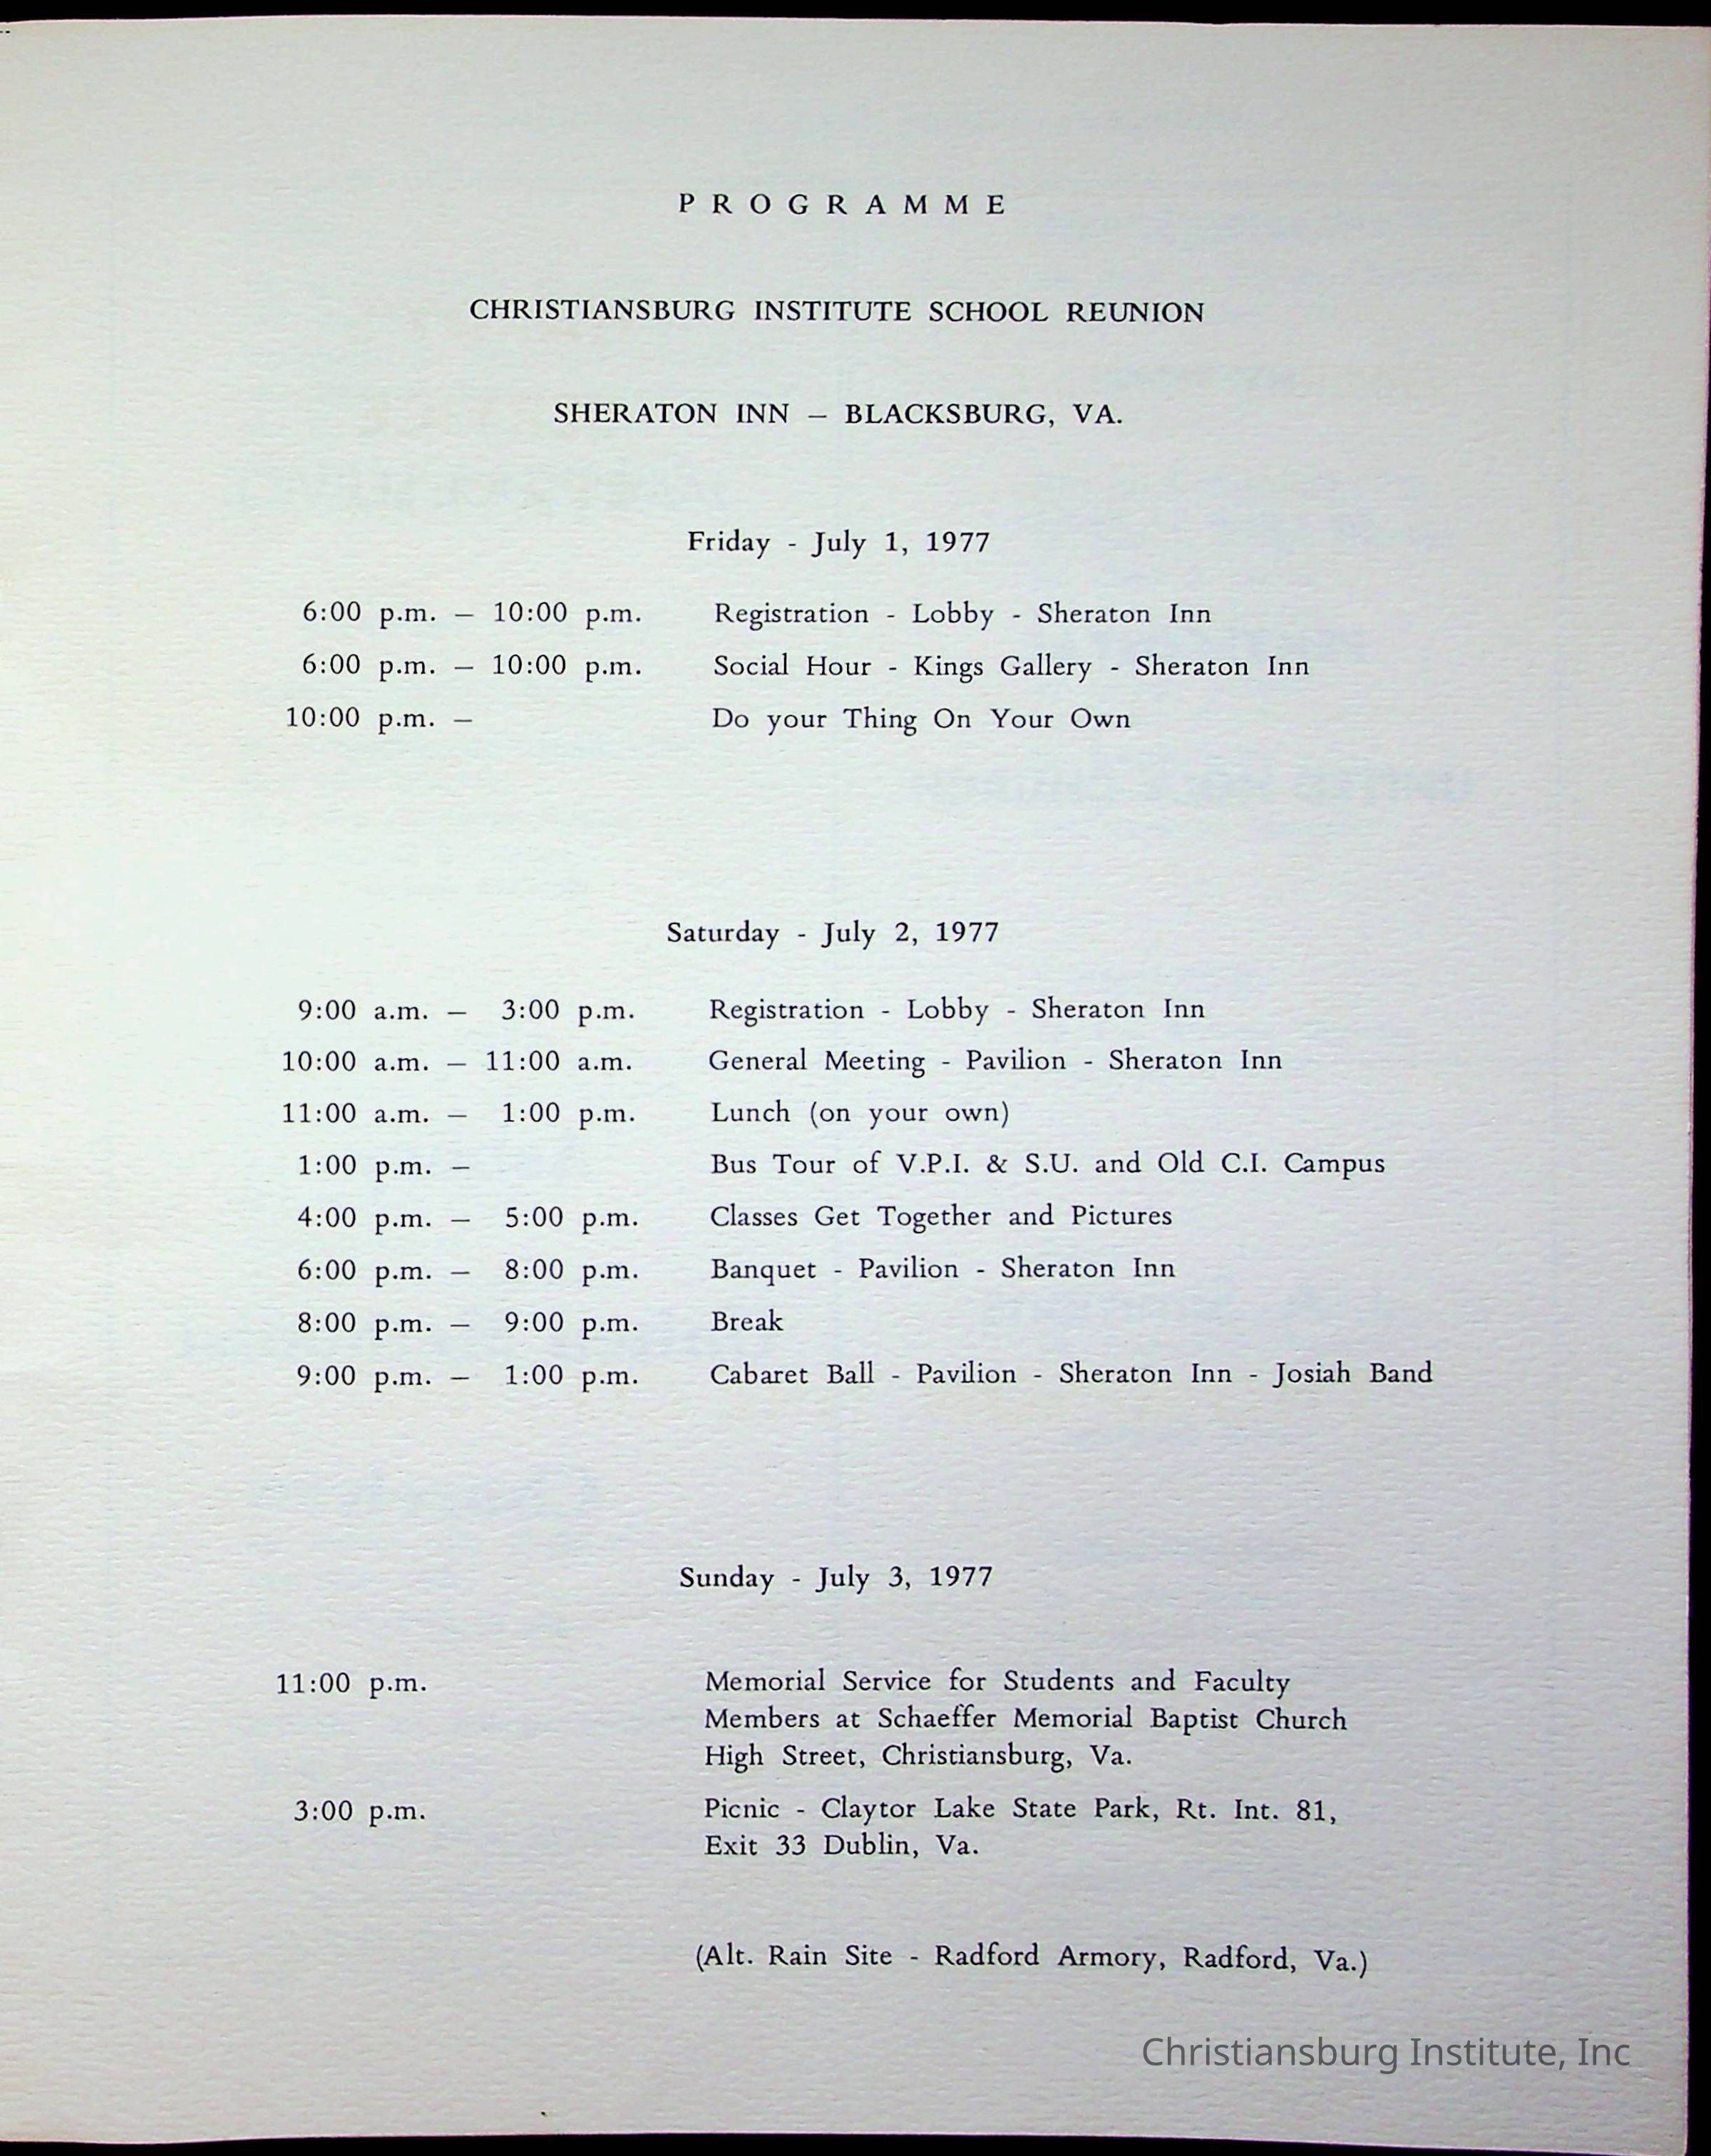 PROGRAMME
CHRISTIANSBURG INSTITUTE SCHOOL REUNION
SHERATON INN — BLACKSBURG, VA.
Friday - July 1, 1977
6:00 p.m. — 10:00 p.m. Registration - Lobby - Sheraton Inn
6:00 p.m. — 10:00 p.m. Social Hour - Kings Gallery - Sheraton Inn
10:00 p.m. — Do your Thing On Your Own
Saturday - July 2, 1977
9:00 a.m. — 3:00 p.m. Registration - Lobby - Sheraton Inn
10:00 a.m. — 11:00 a.m. General Meeting - Pavilion - Sheraton Inn
11:00 a.m. — 1:00 p.m. Lunch (on your own)
1:00 p.m. — Bus Tour of V.P.I. & S.U. and Old C.I. Campus
4:00 p.m. — 5:00 p.m. Classes Get Together and Pictures
6:00 p.m. — 8:00 p.m. Banquet - Pavilion - Sheraton Inn
8:00 p.m. — 9:00 p.m. Break
9:00 p.m. — 1:00 p.m. Cabaret Ball - Pavilion - Sheraton Inn - Josiah Band
Sunday - July 3, 1977
11:00 p.m. Memorial Service for Students and Faculty
Members at Schaeffer Memorial Baptist Church
High Street, Christiansburg, Va.
3:00 p.m. Picnic - Claytor Lake State Park, Rt. Int. 81,
Exit 33 Dublin, Va.
(Alt. Rain Site - Radford Armory, Radford, Va.)
Christiansburg Institute, Inc